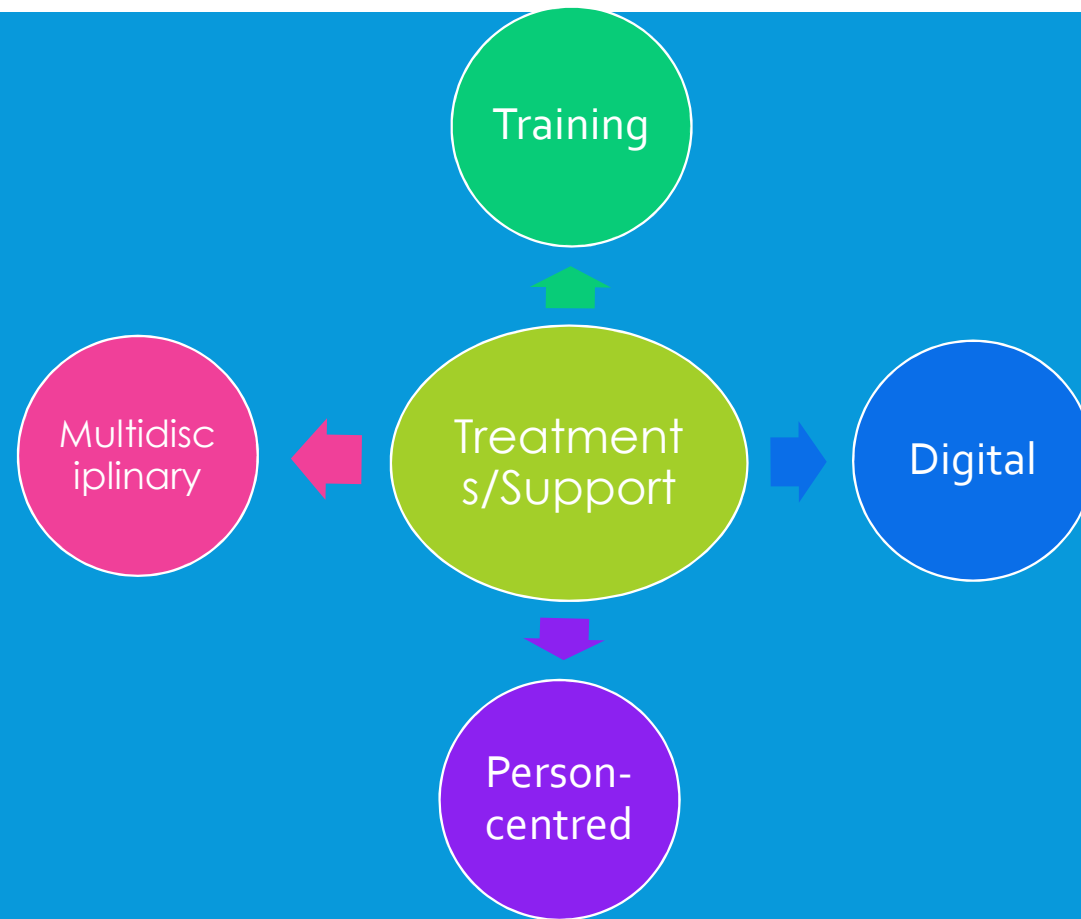 Training
Multidisc
iplinary
Treatment
s/Support
Digital
Person-
centred